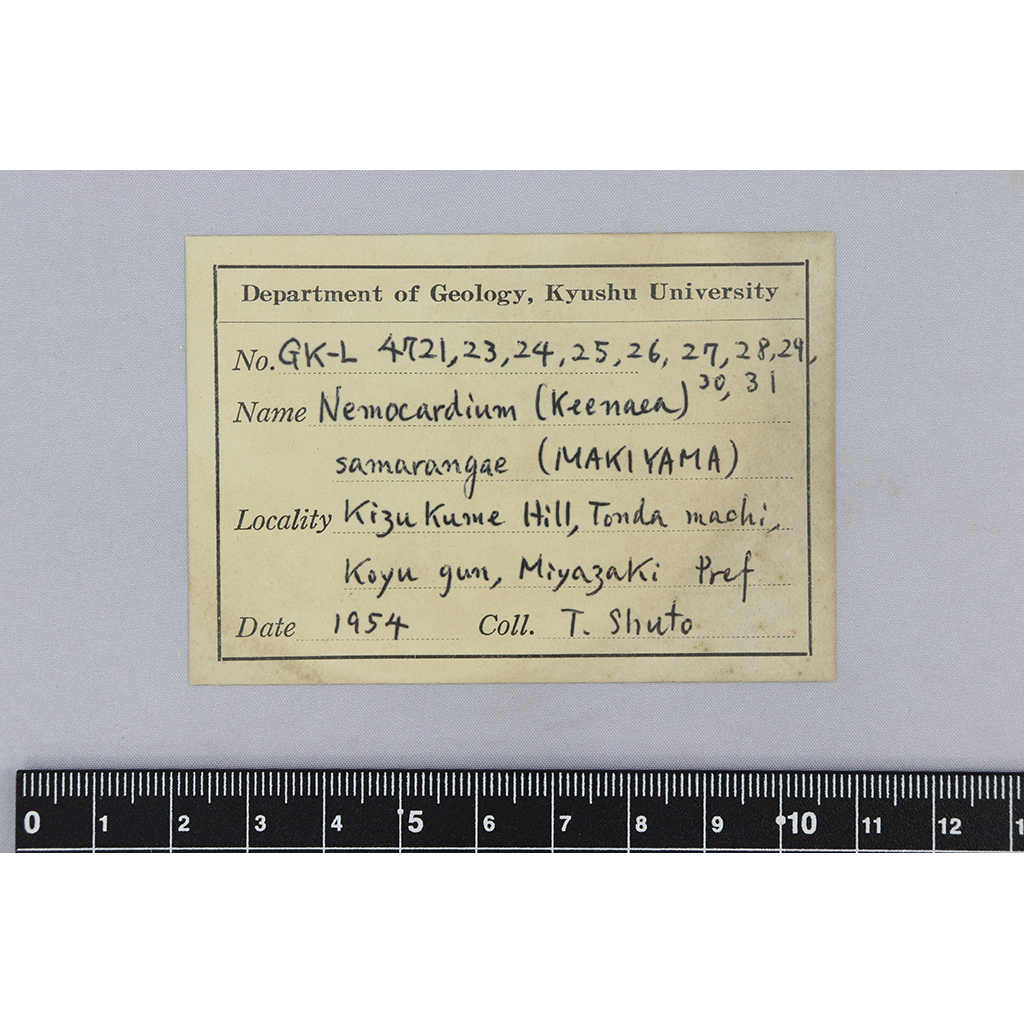 Department of Geology, Kyushu University
No. GK-L 4721, 23, 24, 25, 26, 27, 28, 29,
30, 31
Name Nemocardium (Keenaea)
samarangae (MAKIYAMA)
Locality Kizu Kume Hill, Tonda machi,
Koyu gun, Miyazaki Pref
Date 1954 Coll. T. Shuto
0 1 2 3 4 5 6 7 8 9 10 11 12